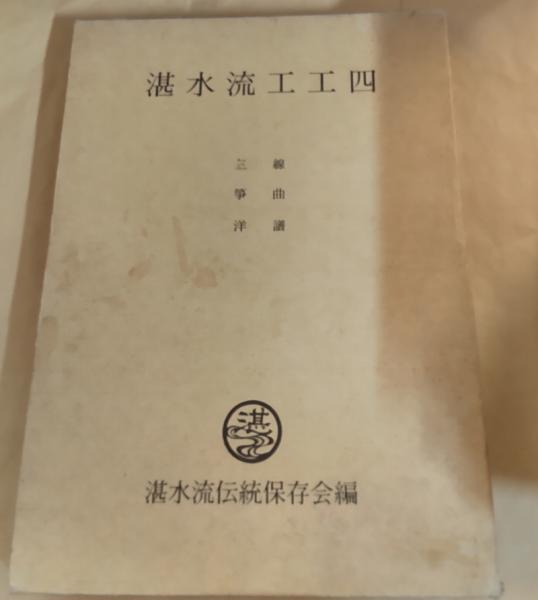 湛水流工工四
三線
箏曲
洋譜
湛
湛水流伝統保存会編